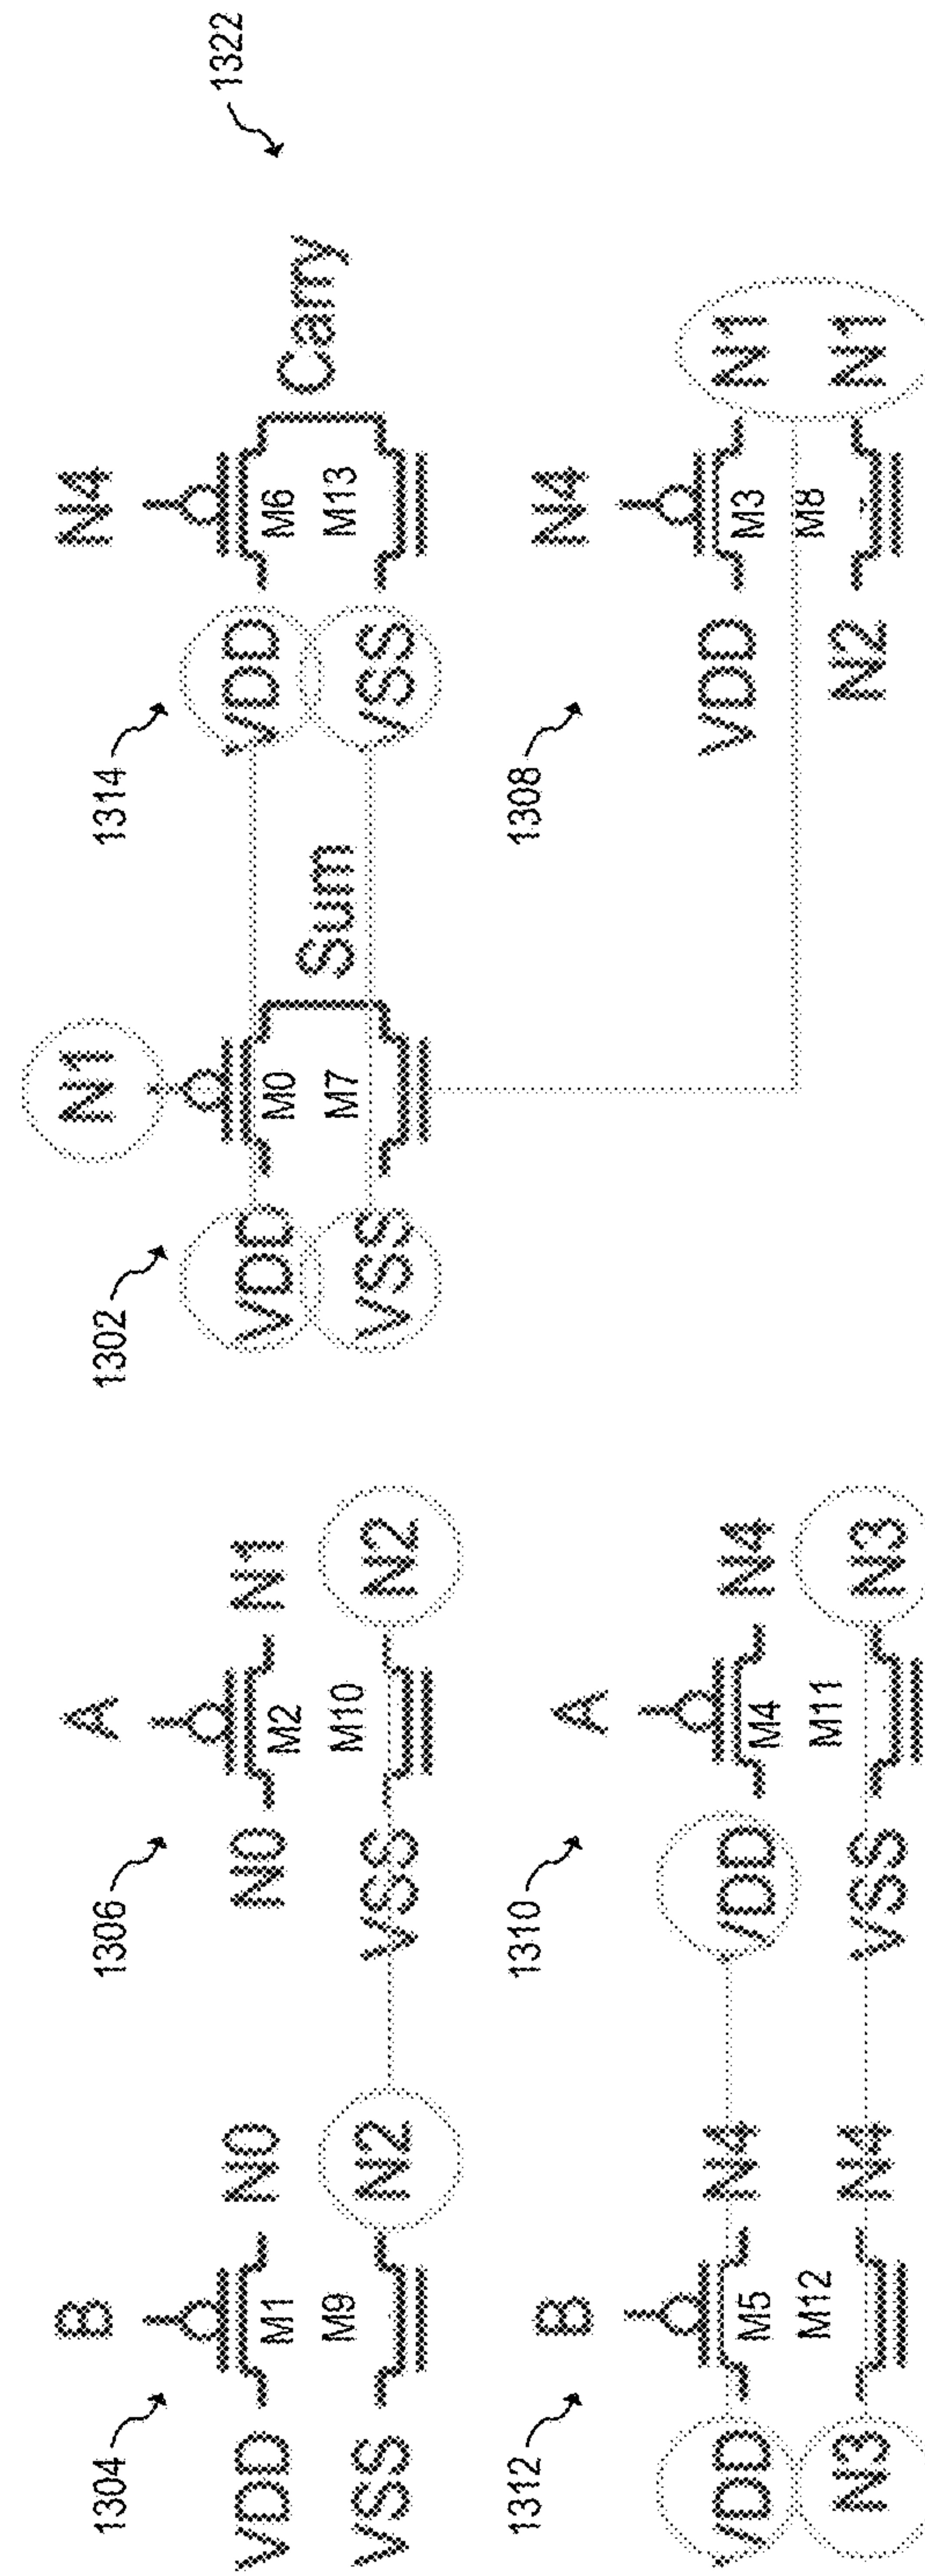 1304
B
VDD
M1
N0
VSS
M9
N2
1306
A
N0
M2
N1
VSS
M10
N2
1302
N1
VDD
M0
Sum
VSS
M7
1314
N4
VDD
M6
Carry
VSS
M13
1322
1312
B
VDD
M5
N4
N3
M12
N4
1310
A
VDD
M4
N4
VSS
M11
N3
1308
N4
VDD
M3
N1
N2
M8
N1